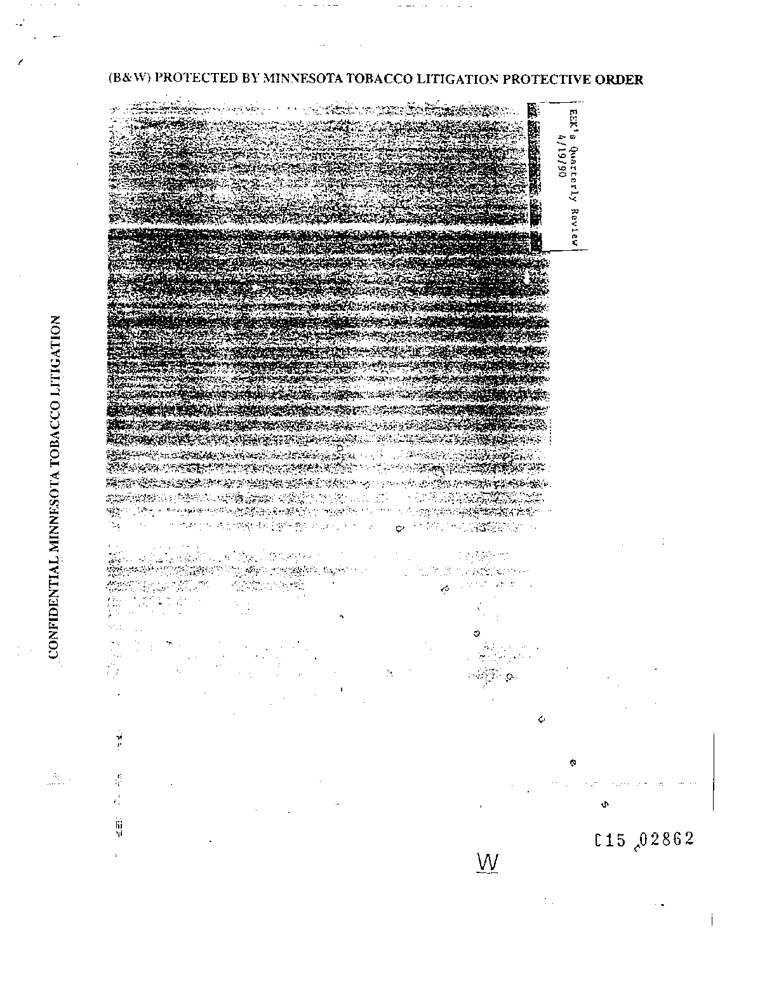 (B&W) PROTECTED BY MINNESOTA TOBACCO LITIGATION PROTECTIVE ORDER
EEK's Quarterly Review
4/19/90
CONFIDENTIAL MINNESOTA TOBACCO LITIGATION
C15 02862
W